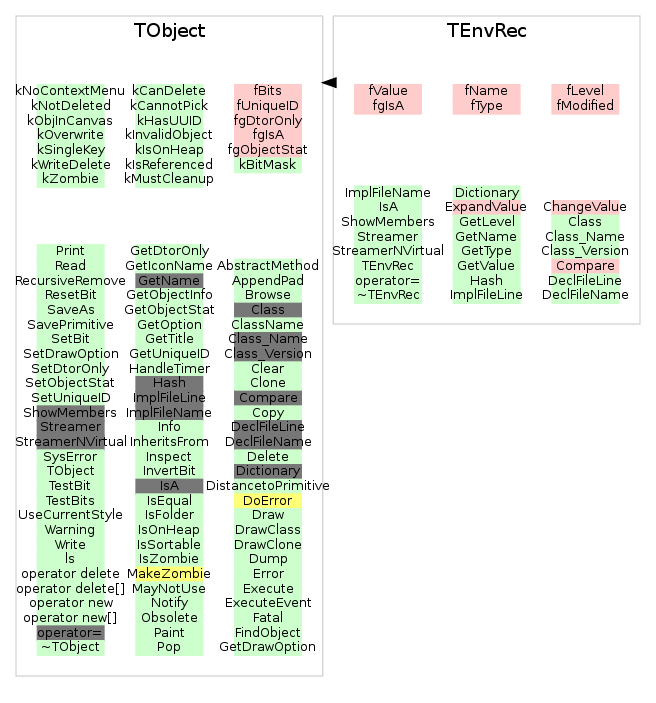 TObject
kNoContextMenu kCanDelete fBits
kNotDeleted kCannotPick fUniqueID
kObjInCanvas kHasUUID fgDtorOnly
kOverwrite kInvalidObject fgIsA
kSingleKey kIsOnHeap fgObjectStat
kWriteDelete kIsReferenced kBitMask
kZombie kMustCleanup
Print GetDtorOnly
Read GetIconName AbstractMethod
RecursiveRemove GetName AppendPad
ResetBit GetObjectInfo Browse
SaveAs GetObjectStat Class
SavePrimitive GetOption ClassName
SetBit GetTitle Class_Name
SetDrawOption GetUniqueID Class_Version
SetDtorOnly HandleTimer Clear
SetObjectStat Hash Clone
SetUniqueID ImplFileLine Compare
ShowMembers ImplFileName Copy
Streamer Info DeclFileLine
StreamerNVirtual InheritsFrom DeclFileName
SysError Inspect Delete
TObject InvertBit Dictionary
TestBit IsA DistancetoPrimitive
TestBits IsEqual DoError
UseCurrentStyle IsFolder Draw
Warning IsOnHeap DrawClass
Write IsSortable DrawClone
ls IsZombie Dump
operator delete MakeZombie Error
operator delete[] MayNotUse Execute
operator new Notify ExecuteEvent
operator new[] Obsolete Fatal
operator= Paint FindObject
~TObject Pop GetDrawOption
TEnvRec
fValue fName fLevel
fgIsA fType fModified
ImplFileName Dictionary
IsA ExpandValue ChangeValue
ShowMembers GetLevel Class
Streamer GetName Class_Name
StreamerNVirtual GetType Class_Version
TEnvRec GetValue Compare
operator= Hash DeclFileLine
~TEnvRec ImplFileLine DeclFileName